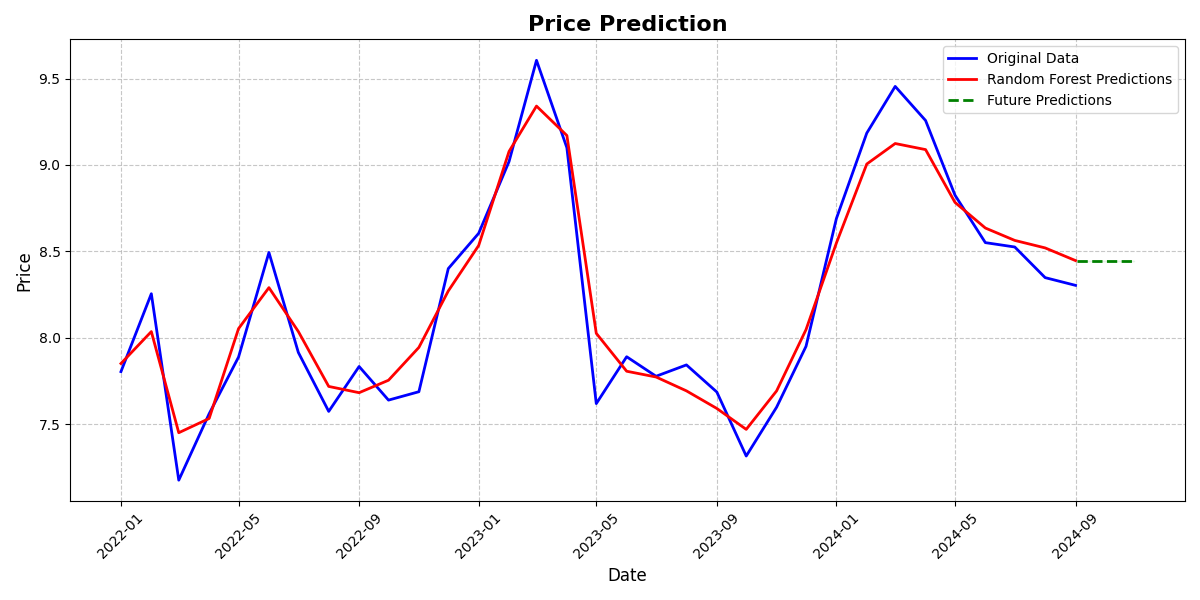 Price Prediction
Original Data
Random Forest Predictions
Future Predictions
Price
9.5
9.0
8.5
8.0
7.5
2022-01
2022-05
2022-09
2023-01
2023-05
2023-09
2024-01
2024-05
2024-09
Date